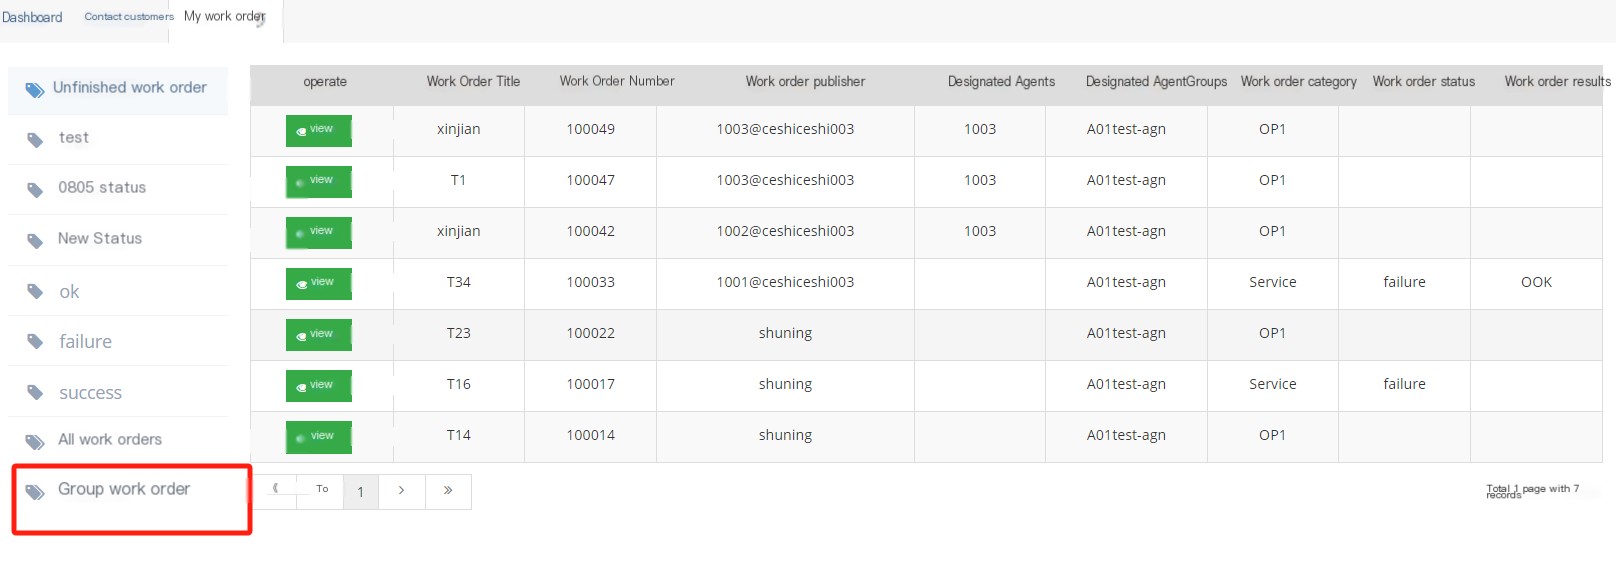 Dashboard Contact customers My work order
Unfinished work order
test
0805 status
New Status
ok
failure
success
All work orders
Group work order
operate Work Order Title Work Order Number Work order publisher Designated Agents Designated AgentGroups Work order category Work order status Work order results
view xinjian 100049 1003@ceshiceshi003 1003 A01test-agn OP1
view T1 100047 1003@ceshiceshi003 1003 A01test-agn OP1
view xinjian 100042 1002@ceshiceshi003 1003 A01test-agn OP1
view T34 100033 1001@ceshiceshi003 A01test-agn Service failure OOK
view T23 100022 shuning A01test-agn OP1
view T16 100017 shuning A01test-agn Service failure
view T14 100014 shuning A01test-agn OP1
《 To 1 > »
Total 1 page with 7
records